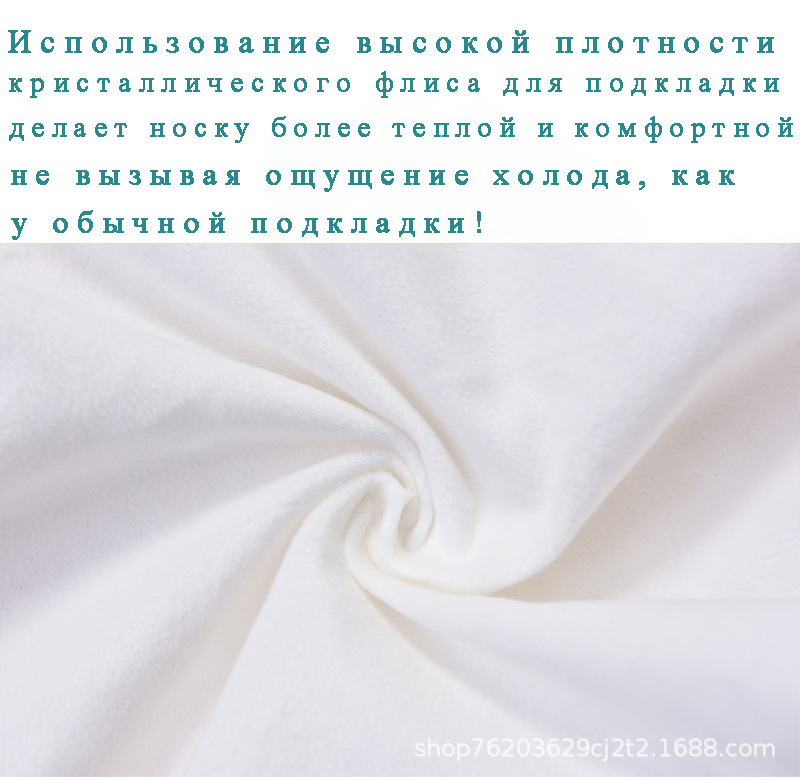 Использование высокой плотности
кристаллического флиса для подкладки
делает носку более теплой и комфортной
не вызывая ощущение холода, как
у обычной подкладки!
shop76203629cj2t2.1688.com